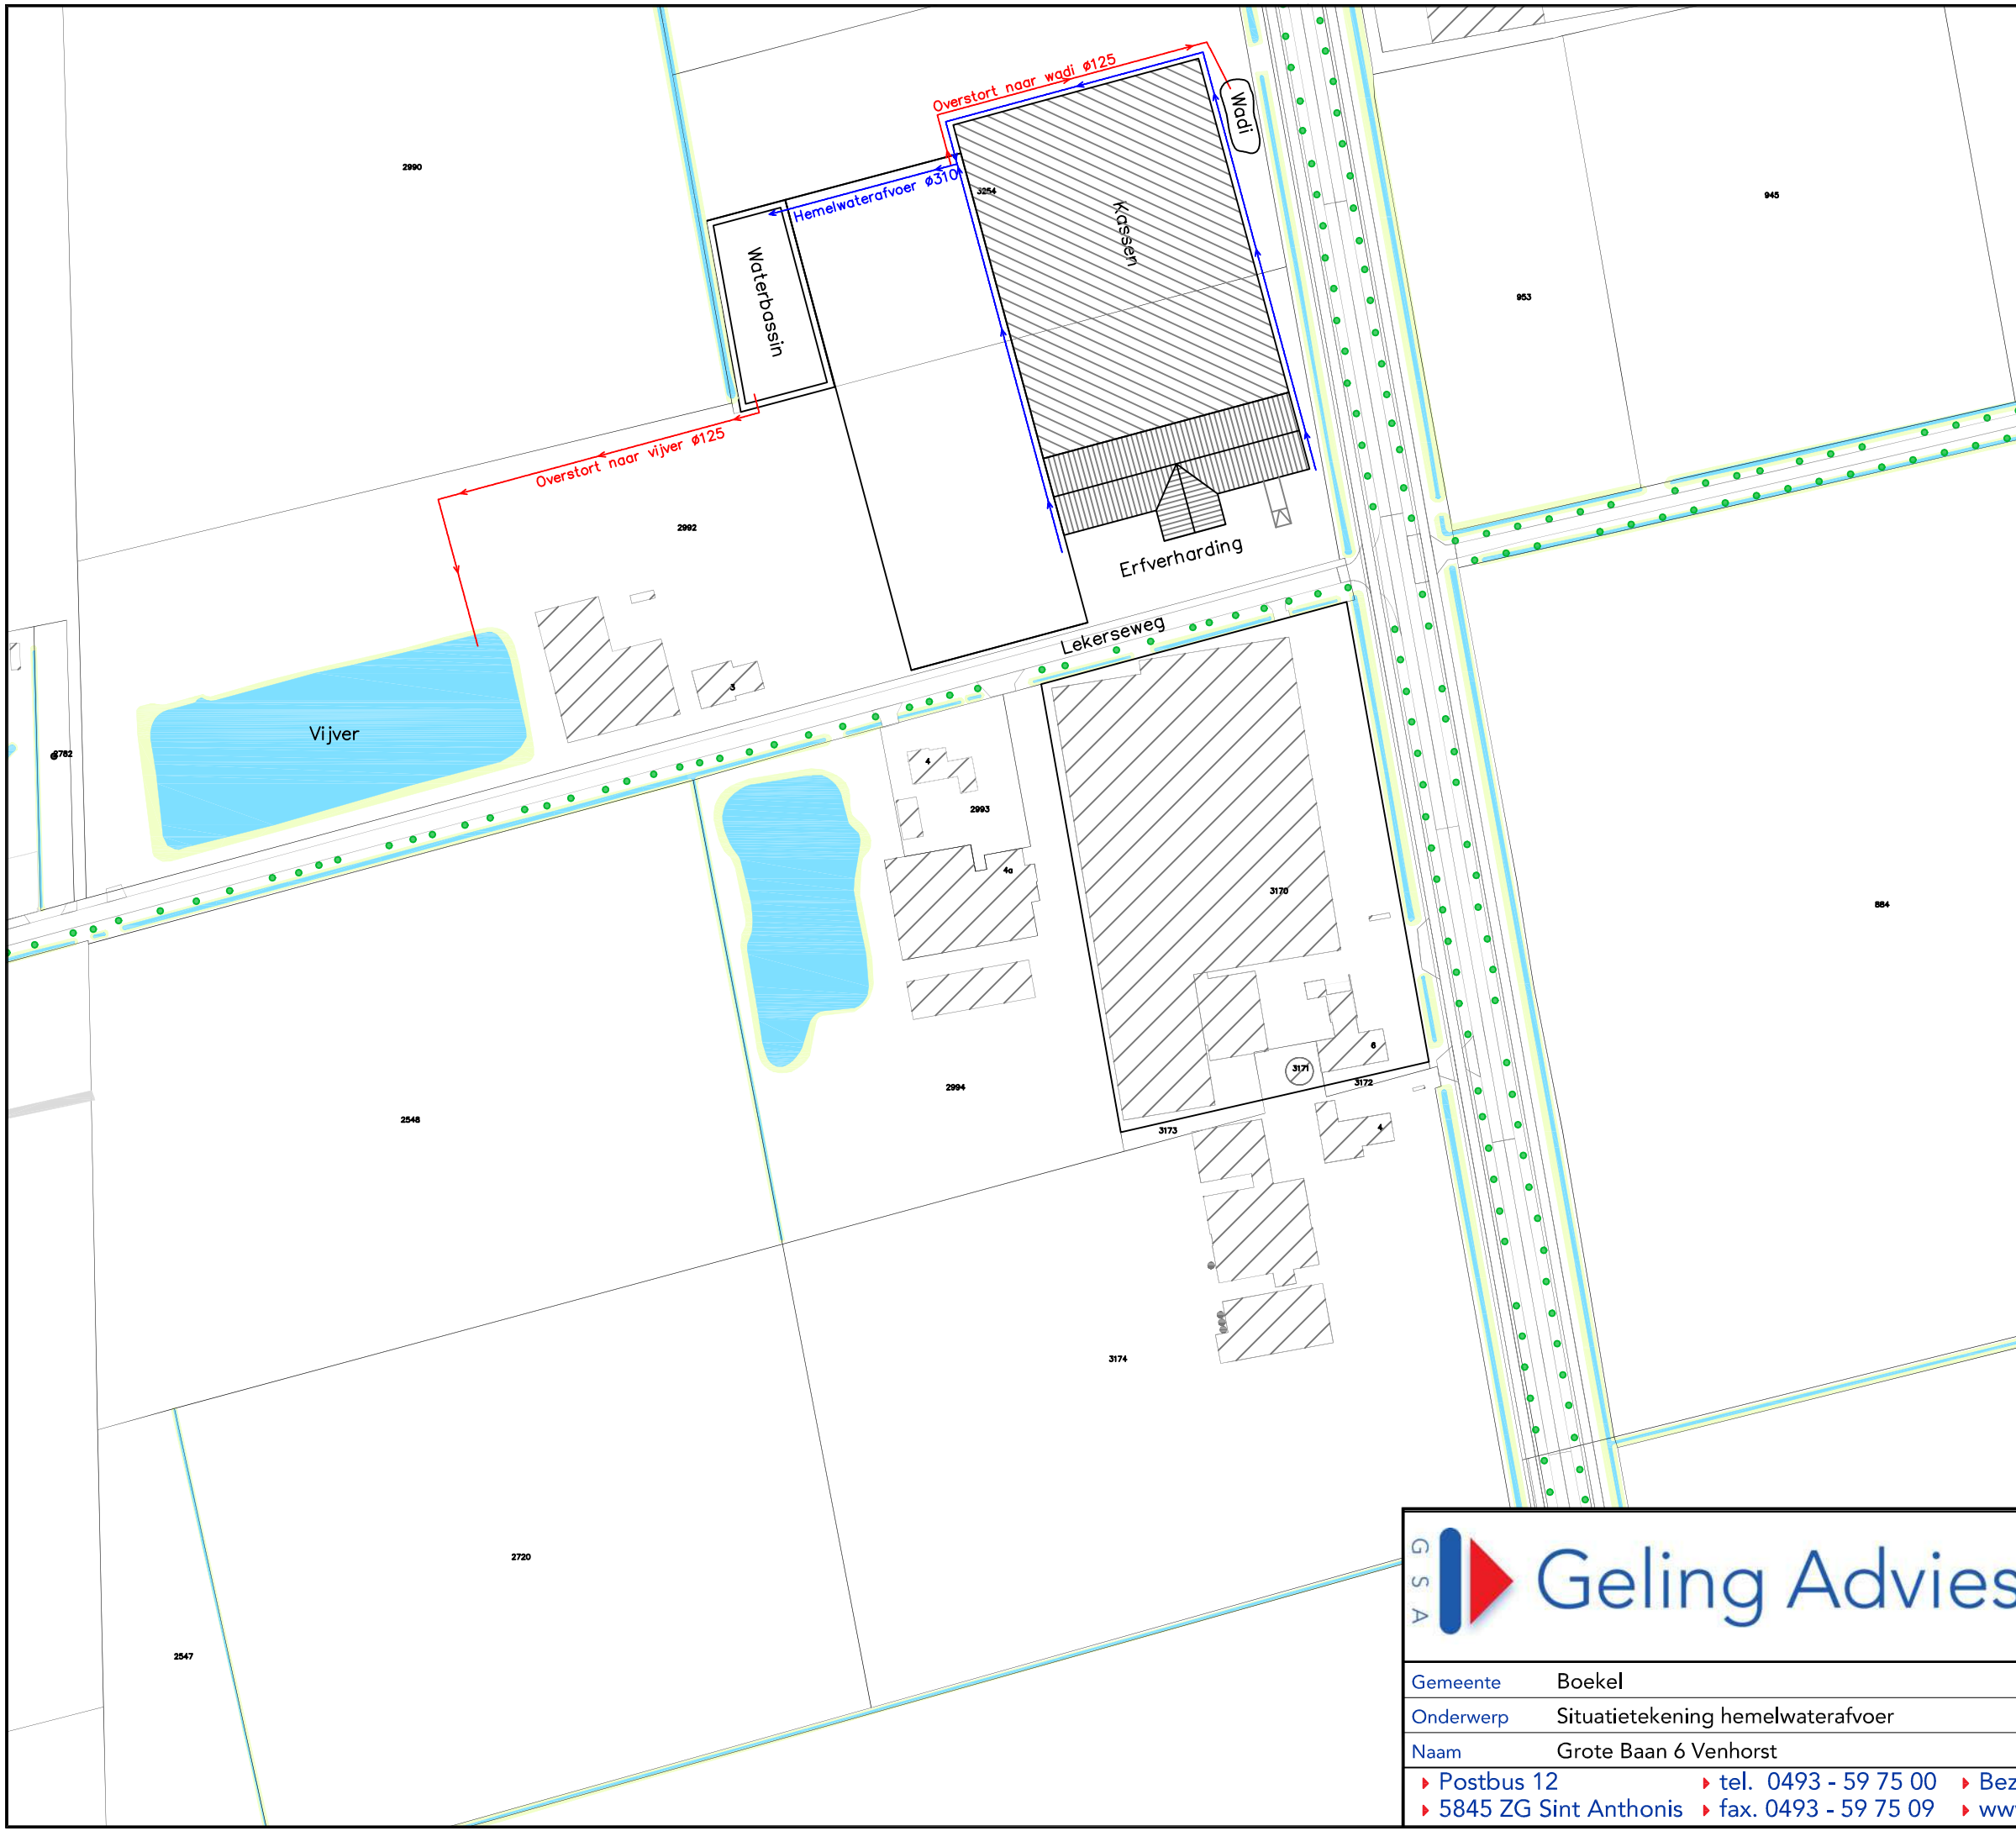 Overstort naar wadi ø125
Wadi
2990
Hemelwaterafvoer ø310
3254
945
Kassen
Waterbassin
953
Overstort naar vijver ø125
2992
Erfverharding
Lekerseweg
3
Vijver
4
2993
4a
3170
884
6
3171
3172
2994
2548
3173
4
3174
2720
2547
G S A
Geling Advies
Gemeente Boekel
Onderwerp Situatietekening hemelwaterafvoer
Naam Grote Baan 6 Venhorst
Postbus 12 tel. 0493 - 59 75 00
5845 ZG Sint Anthonis fax. 0493 - 59 75 09